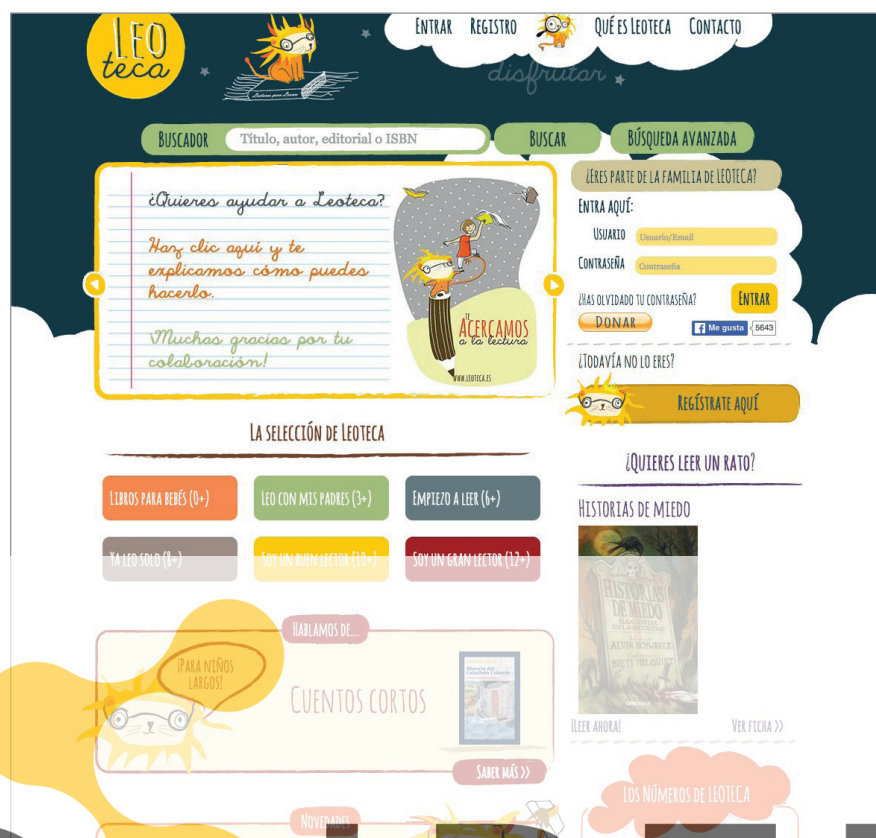 LEO
teca
ENTRAR
REGISTRO
QUÉ ES LEOTECA
CONTACTO
disfrutar
BUSCADOR
Título, autor, editorial o ISBN
BUSCAR
BÚSQUEDA AVANZADA
¿Quieres ayudar a Leoteca?
Haz clic aquí y te
explicamos cómo puedes
hacerlo.
¡Muchas gracias por tu
colaboración!
TE
ACERCAMOS
a la lectura
WWW.LEOTECA.ES
¿ERES PARTE DE LA FAMILIA DE LEOTECA?
ENTRA AQUÍ:
USUARIO
Usuario/Email
CONTRASEÑA
Contraseña
¿HAS OLVIDADO TU CONTRASEÑA?
ENTRAR
DONAR
Me gusta
5643
¿TODAVÍA NO LO ERES?
REGÍSTRATE AQUÍ
LA SELECCIÓN DE LEOTECA
LIBROS PARA BEBÉS (0+)
LEO CON MIS PADRES (3+)
EMPIEZO A LEER (6+)
YA LEO SOLO (8+)
SOY UN BUEN LECTOR (10+)
SOY UN GRAN LECTOR (12+)
¿QUIERES LEER UN RATO?
HISTORIAS DE MIEDO
HISTORIAS
DE MIEDO
ALVIN SCHWARTZ
BRETT HELQUIST
¡LEER AHORA!
VER FICHA >>
HABLAMOS DE...
¡PARA NIÑOS
LARGOS!
CUENTOS CORTOS
SABER MÁS >>
LOS NÚMEROS DE LEOTECA
NOVEDADES